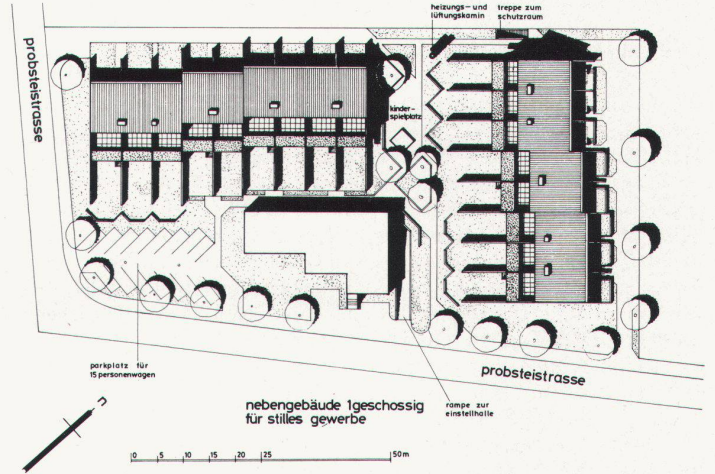 heizungs- und
lüftungskamin
treppe zum
schutzraum
probsteistrasse
kinder-
spielplatz
parkplatz für
15 personenwagen
probsteistrasse
nebengebäude 1geschossig
für stilles gewerbe
rampe zur
einstellhalle
0 5 10 15 20 25 50m